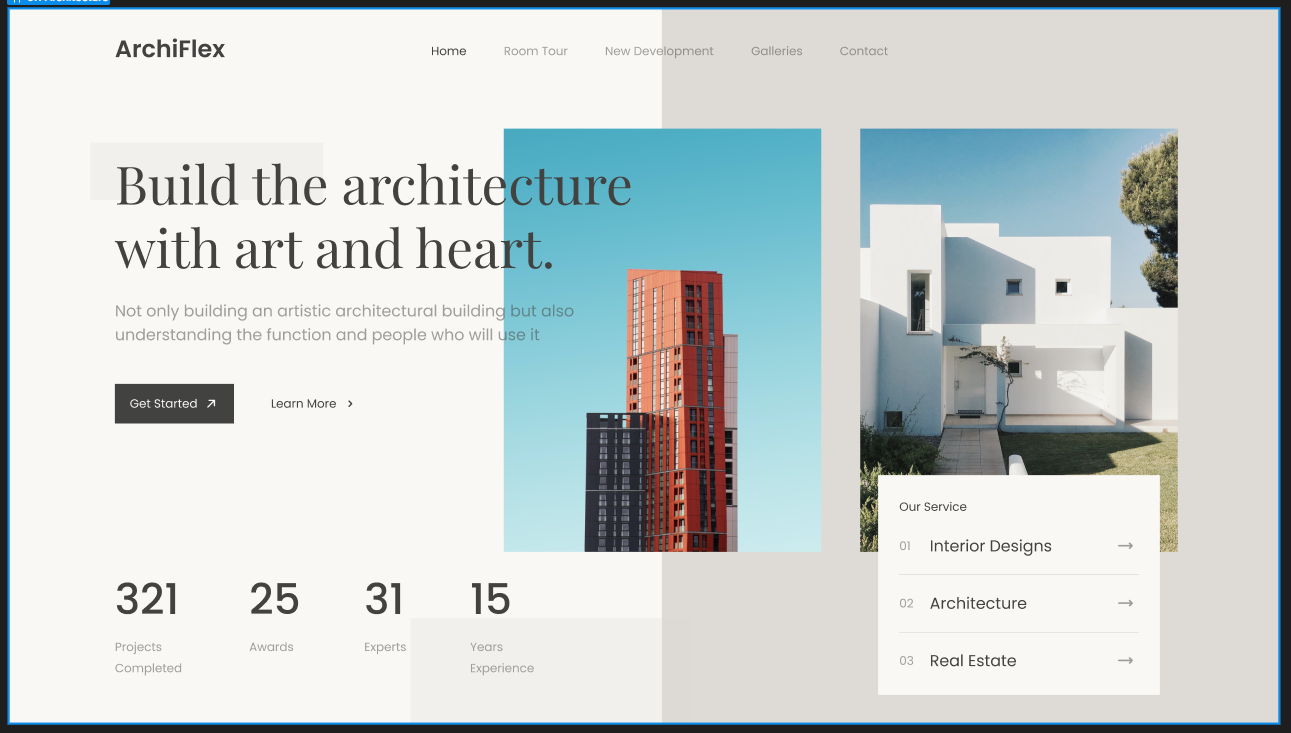 ArchiFlex
Home
Room Tour
New Development
Galleries
Contact
Build the architecture
with art and heart.
Not only building an artistic architectural building but also
understanding the function and people who will use it
Get Started
Learn More
321
Projects
Completed
25
Awards
31
Experts
15
Years
Experience
Our Service
01 Interior Designs
02 Architecture
03 Real Estate